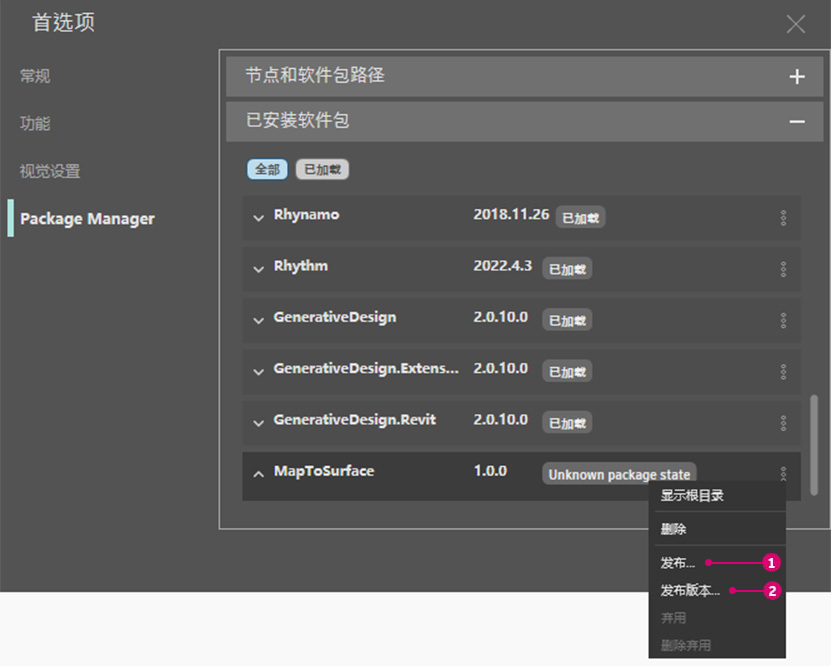 首选项
常规
功能
视觉设置
Package Manager
节点和软件包路径
已安装软件包
全部 已加载
Rhynamo 2018.11.26 已加载
Rhythm 2022.4.3 已加载
GenerativeDesign 2.0.10.0 已加载
GenerativeDesign.Extens... 2.0.10.0 已加载
GenerativeDesign.Revit 2.0.10.0 已加载
MapToSurface 1.0.0 Unknown package state
显示根目录
删除
发布... 1
发布版本... 2
弃用
删除弃用